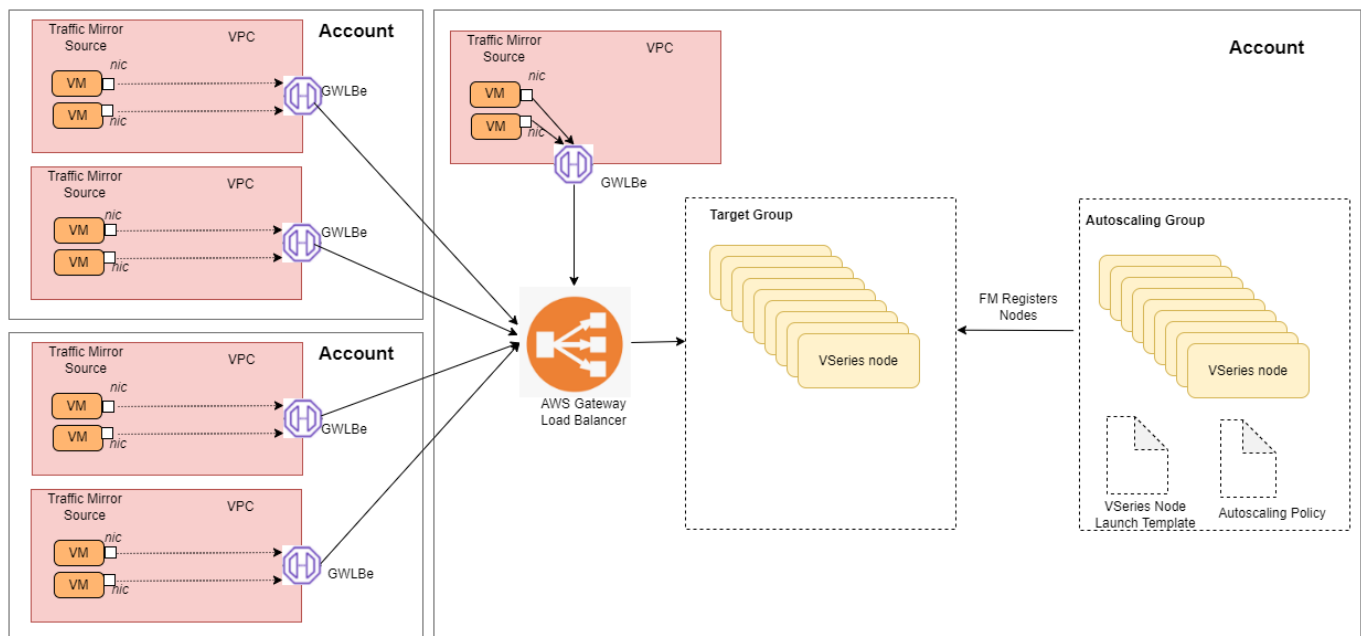 Traffic Mirror
Source
VPC
Account
nic
VM
GWLBe
VM
nic
Traffic Mirror
Source
VPC
nic
VM
GWLBe
VM
nic
Traffic Mirror
Source
VPC
Account
nic
VM
VM
GWLBe
nic
Traffic Mirror
Source
VPC
nic
VM
VM
GWLBe
nic
Traffic Mirror
Source
VPC
Account
nic
VM
VM
nic
GWLBe
AWS Gateway
Load Balancer
Target Group
VSeries node
FM Registers
Nodes
Autoscaling Group
VSeries node
VSeries Node
Launch Template
Autoscaling Policy